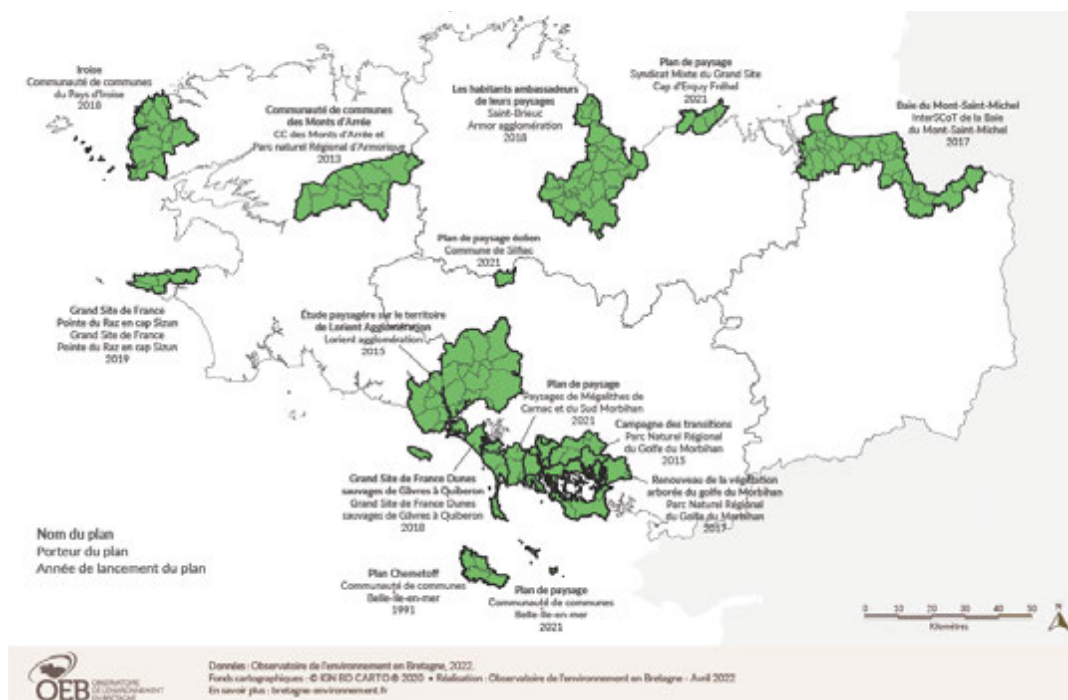 Iroise
Communauté de communes
du Pays d'Iroise
2018
Communauté de communes
des Monts d'Arrée
CC des Monts d'Arrée et
Parc naturel Régional d'Armorique
2013
Les habitants ambassadeurs
de leurs paysages
Saint-Brieuc
Armor agglomération
2018
Plan de paysage
Syndicat Mixte du Grand Site
Cap d'Erquy Fréhel
2021
Baie du Mont-Saint-Michel
InterSCoT de la Baie
du Mont-Saint-Michel
2017
Plan de paysage éolien
Commune de Silfiac
2021
Grand Site de France
Pointe du Raz en cap Sizun
Grand Site de France
Pointe du Raz en cap Sizun
2019
Étude paysagère sur le territoire
de Lorient Agglomération
Lorient agglomération
2015
Plan de paysage
Paysages de Mégalithes de
Carnac et du Sud Morbihan
2021
Campagne des transitions
Parc Naturel Régional
du Golfe du Morbihan
2015
Grand Site de France Dunes
sauvages de Gâvres à Quiberon
Grand Site de France Dunes
sauvages de Gâvres à Quiberon
2018
Renouveau de la végétation
arborée du golfe du Morbihan
Parc Naturel Régional
du Golfe du Morbihan
2017
Nom du plan
Porteur du plan
Année de lancement du plan
Plan Chemetoff
Communauté de communes
Belle-Île-en-mer
1991
Plan de paysage
Communauté de communes
Belle-Île-en-mer
2021
0 10 20 30 40 50
Kilomètres
N
OEB
OBSERVATOIRE
DE L'ENVIRONNEMENT
EN BRETAGNE
Données : Observatoire de l'environnement en Bretagne, 2022.
Fonds cartographiques : © IGN BD CARTO ® 2020 • Réalisation : Observatoire de l'environnement en Bretagne - Avril 2022
En savoir plus : bretagne-environnement.fr